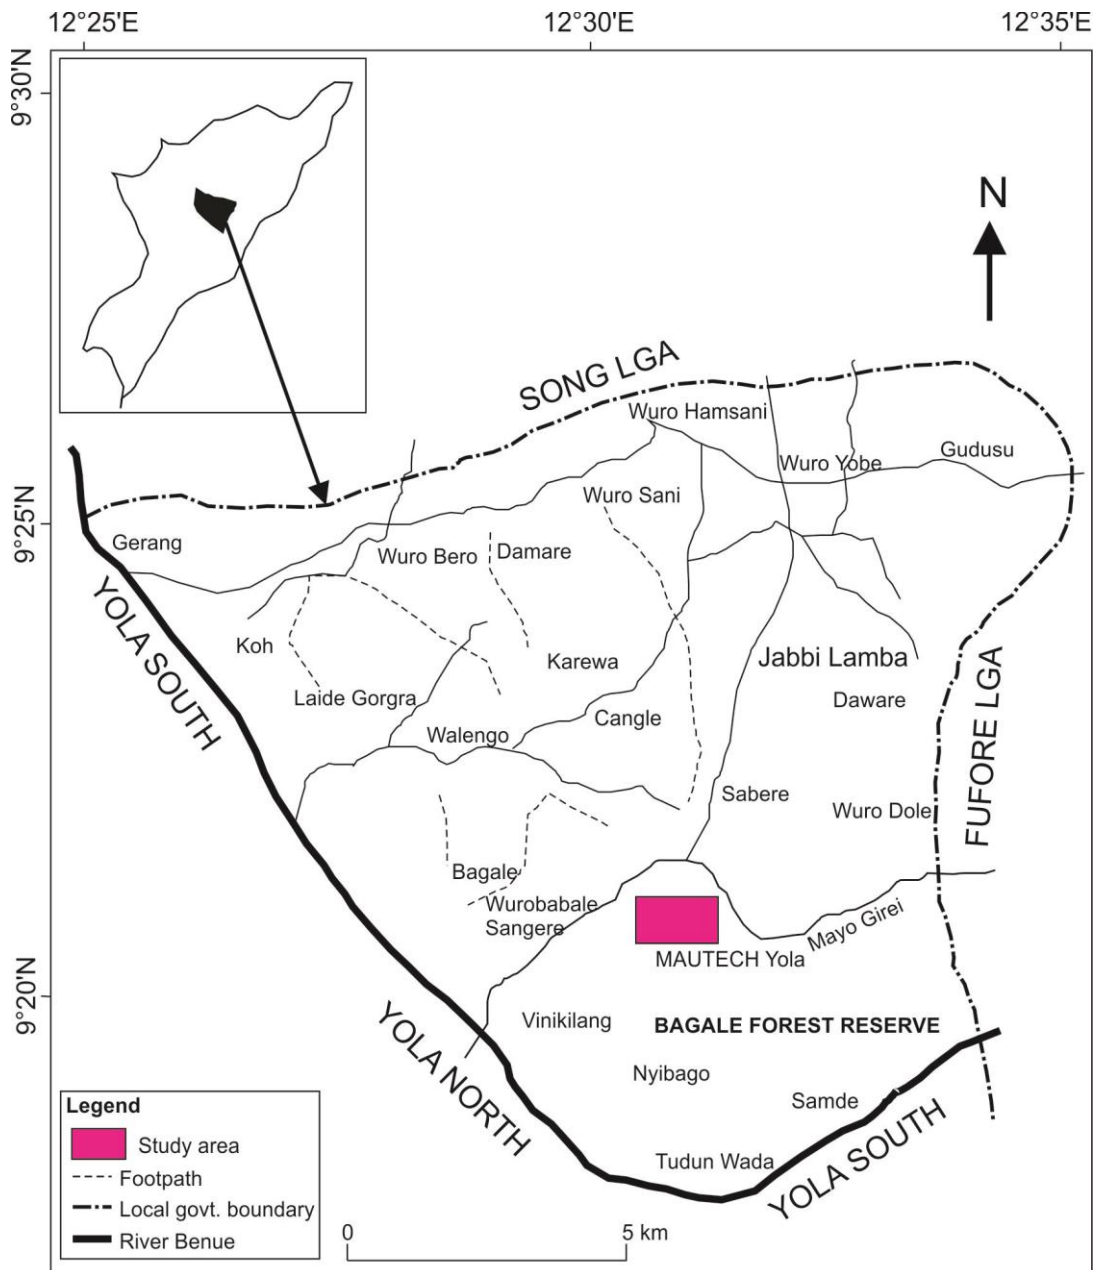 12°25'E
12°30'E
12°35'E
9°30'N
N
SONG LGA
Wuro Hamsani
Gudusu
Wuro Yobe
Wuro Sani
9°25'N
Gerang
Wuro Bero
Damare
YOLA SOUTH
Koh
Karewa
Jabbi Lamba
Laide Gorgra
Daware
Cangle
Walengo
FUFORE LGA
Sabere
Wuro Dole
Bagale
Wurobabale
Sangere
Mayo Girei
MAUTECH Yola
9°20'N
Vinikilang
BAGALE FOREST RESERVE
YOLA NORTH
Nyibago
Samde
YOLA SOUTH
Tudun Wada
Legend
Study area
Footpath
Local govt. boundary
River Benue
0
5 km